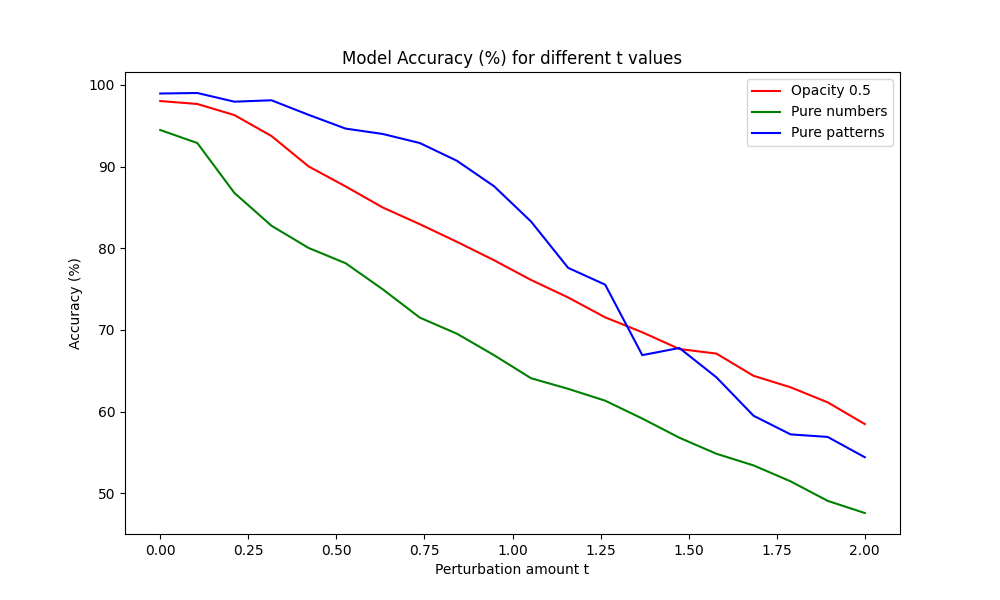 Model Accuracy (%) for different t values
Opacity 0.5
Pure numbers
Pure patterns
Accuracy (%)
100
90
80
70
60
50
0.00 0.25 0.50 0.75 1.00 1.25 1.50 1.75 2.00
Perturbation amount t